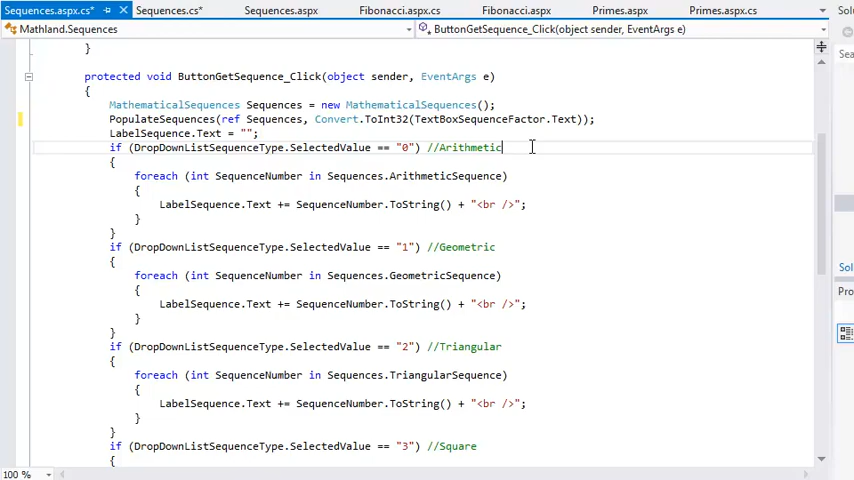 Sequences.aspx.cs* Sequences.cs* Sequences.aspx Fibonacci.aspx.cs Fibonacci.aspx Primes.aspx Primes.aspx.cs Solu
Mathland.Sequences ButtonGetSequence_Click(object sender, EventArgs e)
Sea
}
protected void ButtonGetSequence_Click(object sender, EventArgs e)
{
MathematicalSequences Sequences = new MathematicalSequences();
PopulateSequences(ref Sequences, Convert.ToInt32(TextBoxSequenceFactor.Text));
LabelSequence.Text = "";
if (DropDownListSequenceType.SelectedValue == "0") //Arithmetic
{
foreach (int SequenceNumber in Sequences.ArithmeticSequence)
{
LabelSequence.Text += SequenceNumber.ToString() + "<br />";
}
}
if (DropDownListSequenceType.SelectedValue == "1") //Geometric
{
Sol
foreach (int SequenceNumber in Sequences.GeometricSequence)
{
Pro
LabelSequence.Text += SequenceNumber.ToString() + "<br />";
}
}
if (DropDownListSequenceType.SelectedValue == "2") //Triangular
{
foreach (int SequenceNumber in Sequences.TriangularSequence)
{
LabelSequence.Text += SequenceNumber.ToString() + "<br />";
}
}
if (DropDownListSequenceType.SelectedValue == "3") //Square
{
100 %